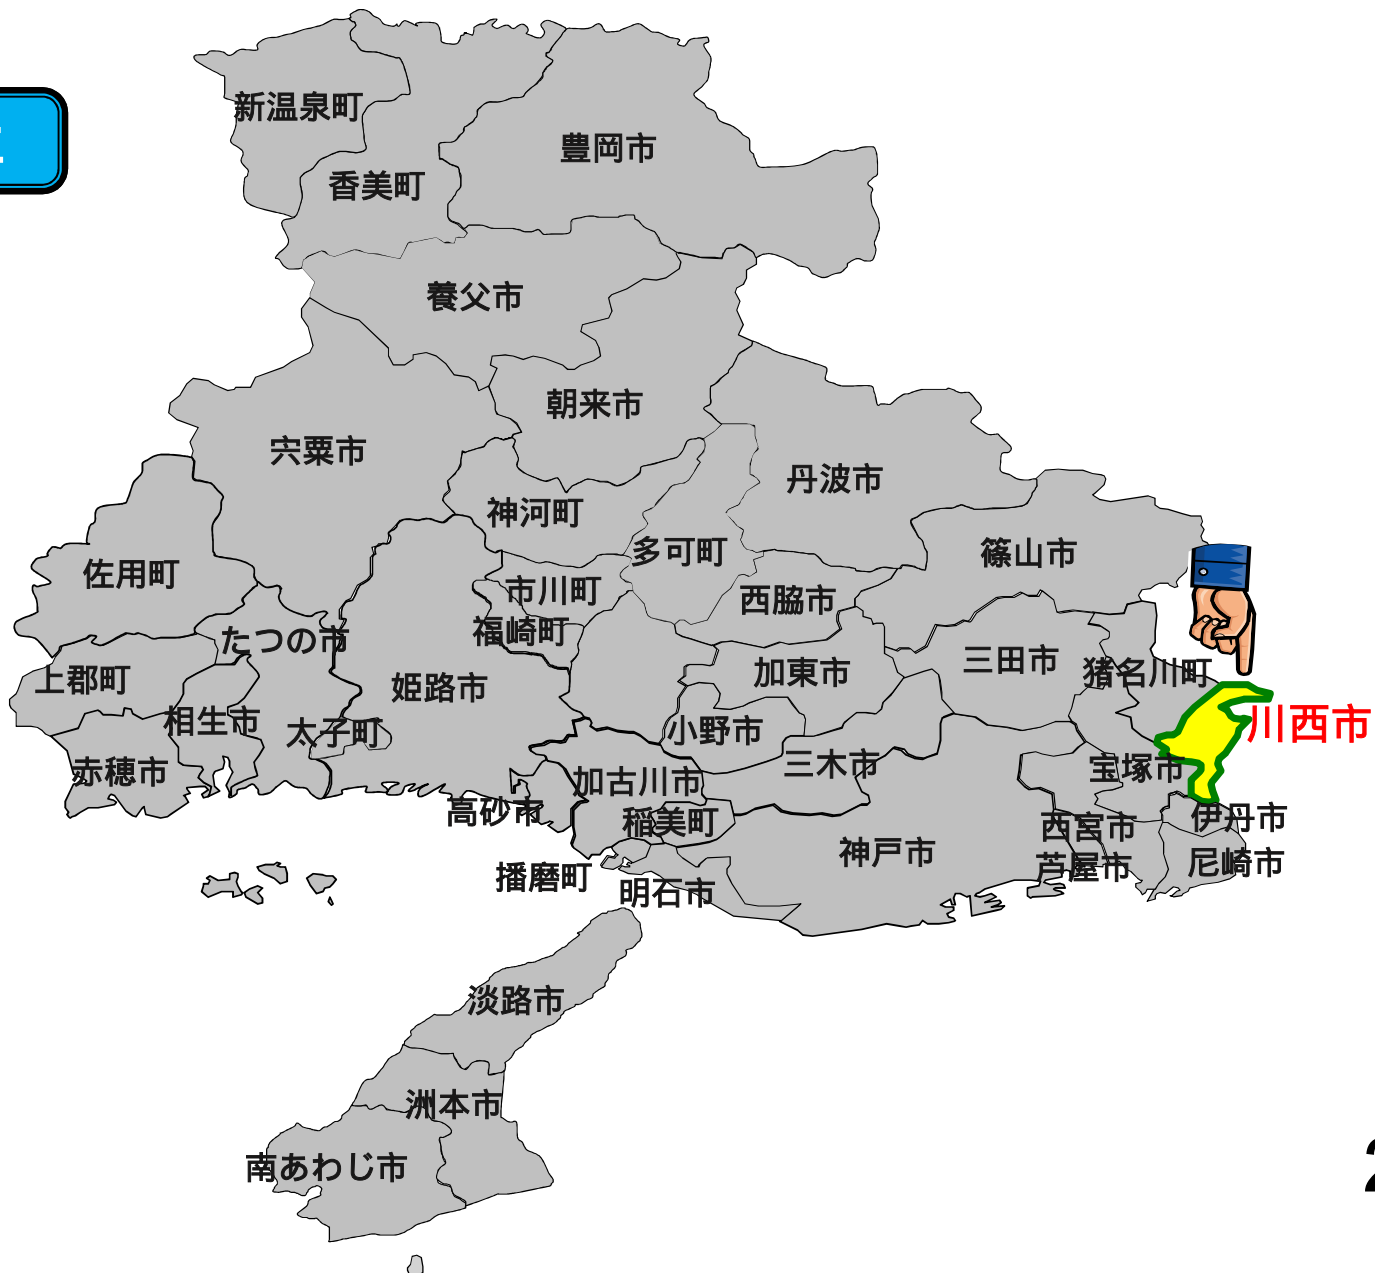 新温泉町
豊岡市
香美町
養父市
朝来市
宍粟市
丹波市
神河町
多可町
篠山市
佐用町
市川町
西脇市
福崎町
たつの市
三田市
加東市
猪名川町
上郡町
姫路市
相生市
太子町
小野市
川西市
赤穂市
加古川市
三木市
宝塚市
高砂市
稲美町
伊丹市
西宮市
神戸市
尼崎市
芦屋市
播磨町
明石市
淡路市
洲本市
南あわじ市